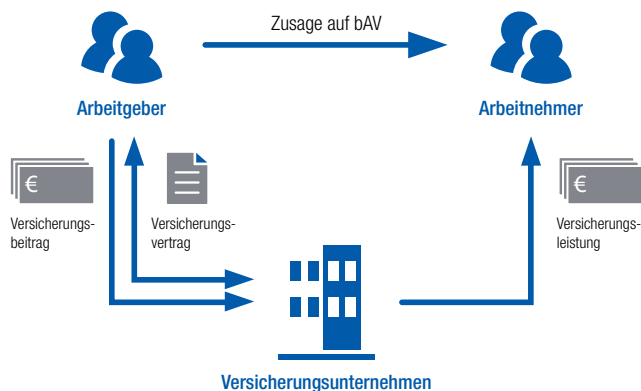 Zusage auf bAV
Arbeitgeber
Arbeitnehmer
€
Versicherungs-
beitrag
Versicherungs-
vertrag
€
Versicherungs-
leistung
Versicherungsunternehmen